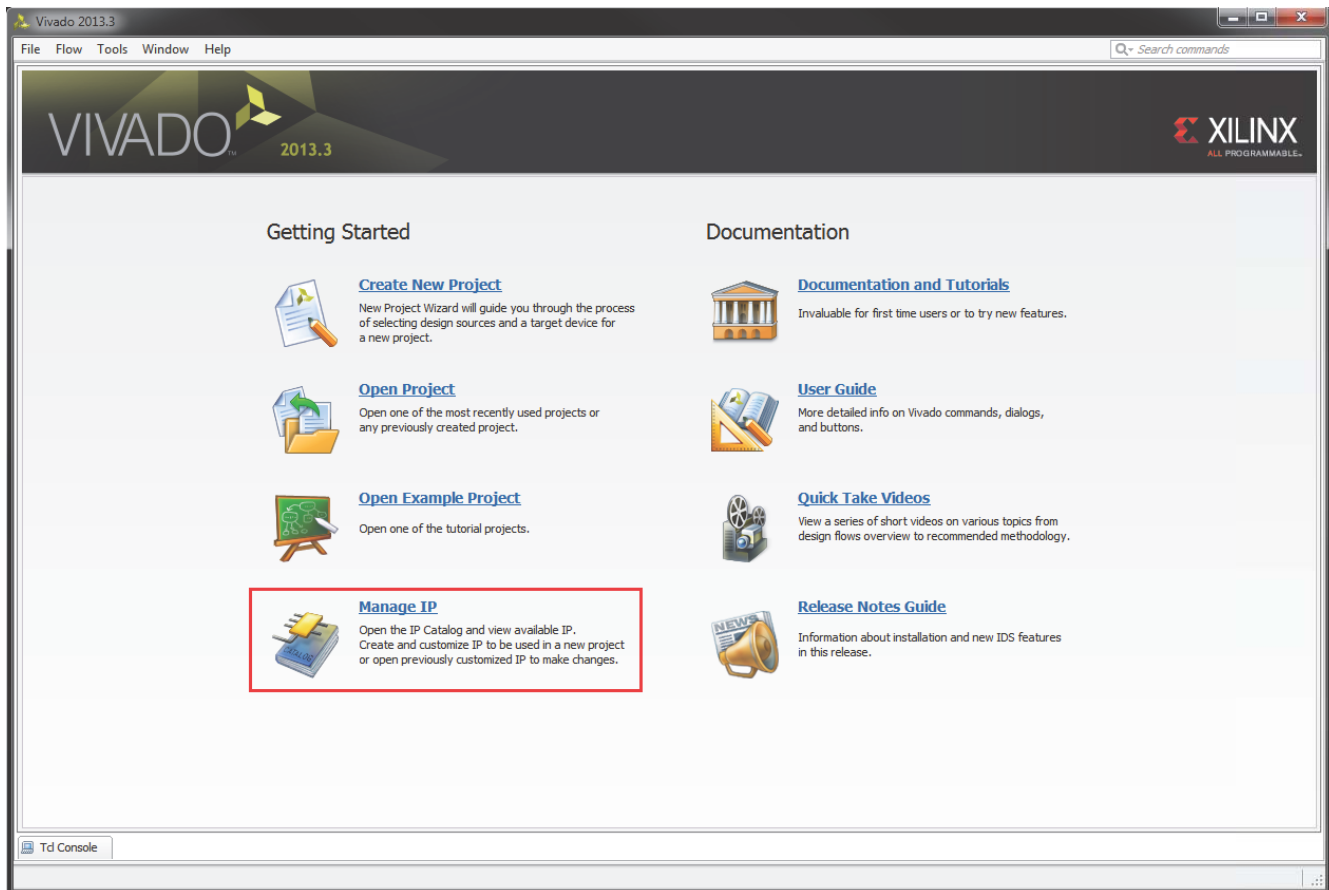 Vivado 2013.3
File Flow Tools Window Help
Search commands
VIVADO™ 2013.3
XILINX
ALL PROGRAMMABLE™
Getting Started
Create New Project
New Project Wizard will guide you through the process
of selecting design sources and a target device for
a new project.
Open Project
Open one of the most recently used projects or
any previously created project.
Open Example Project
Open one of the tutorial projects.
Manage IP
Open the IP Catalog and view available IP.
Create and customize IP to be used in a new project
or open previously customized IP to make changes.
CATALOG
Documentation
Documentation and Tutorials
Invaluable for first time users or to try new features.
User Guide
More detailed info on Vivado commands, dialogs,
and buttons.
Quick Take Videos
View a series of short videos on various topics from
design flows overview to recommended methodology.
Release Notes Guide
Information about installation and new IDS features
in this release.
NEWS
Tcl Console